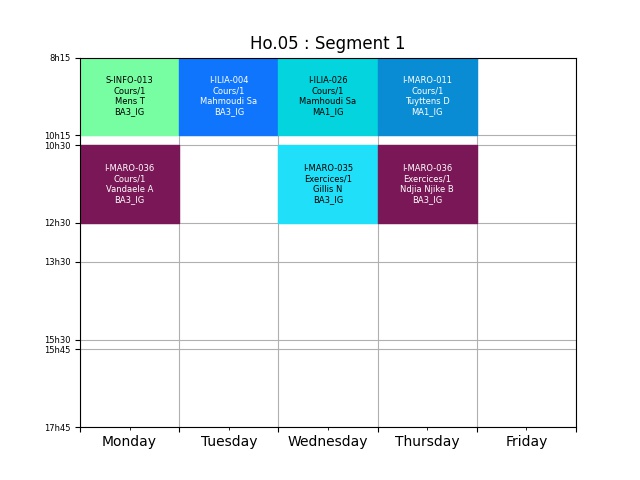 Ho.05 : Segment 1
8h15
S-INFO-013
Cours/1
Mens T
BA3_IG
I-ILIA-004
Cours/1
Mahmoudi Sa
BA3_IG
I-ILIA-026
Cours/1
Mamhoudi Sa
MA1_IG
I-MARO-011
Cours/1
Tuyttens D
MA1_IG
10h15
10h30
I-MARO-036
Cours/1
Vandaele A
BA3_IG
I-MARO-035
Exercices/1
Gillis N
BA3_IG
I-MARO-036
Exercices/1
Ndjia Njike B
BA3_IG
12h30
13h30
15h30
15h45
17h45
Monday Tuesday Wednesday Thursday Friday